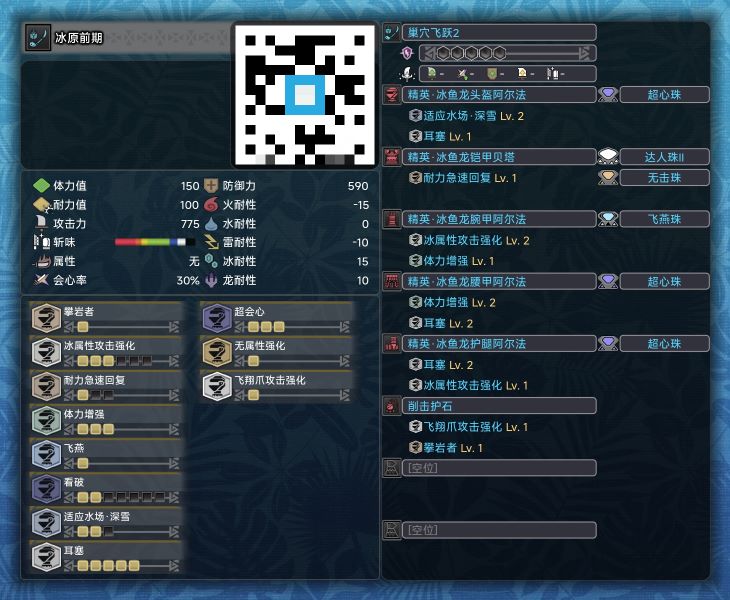 冰原前期
体力值 150
耐力值 100
攻击力 775
斩味
属性 无
会心率 30%
防御力 590
火耐性 -15
水耐性 0
雷耐性 -10
冰耐性 15
龙耐性 10
攀岩者
冰属性攻击强化
耐力急速回复
体力增强
飞燕
看破
适应水场·深雪
耳塞
超会心
无属性强化
飞翔爪攻击强化
巢穴飞跃2
- - - - -
精英·冰鱼龙头盔阿尔法 超心珠
适应水场·深雪 Lv. 2
耳塞 Lv. 1
精英·冰鱼龙铠甲贝塔 达人珠II
耐力急速回复 Lv. 1 无击珠
精英·冰鱼龙腕甲阿尔法 飞燕珠
冰属性攻击强化 Lv. 2
体力增强 Lv. 1
精英·冰鱼龙腰甲阿尔法 超心珠
体力增强 Lv. 2
耳塞 Lv. 2
精英·冰鱼龙护腿阿尔法 超心珠
耳塞 Lv. 2
冰属性攻击强化 Lv. 1
削击护石
飞翔爪攻击强化 Lv. 1
攀岩者 Lv. 1
[空位]
[空位]